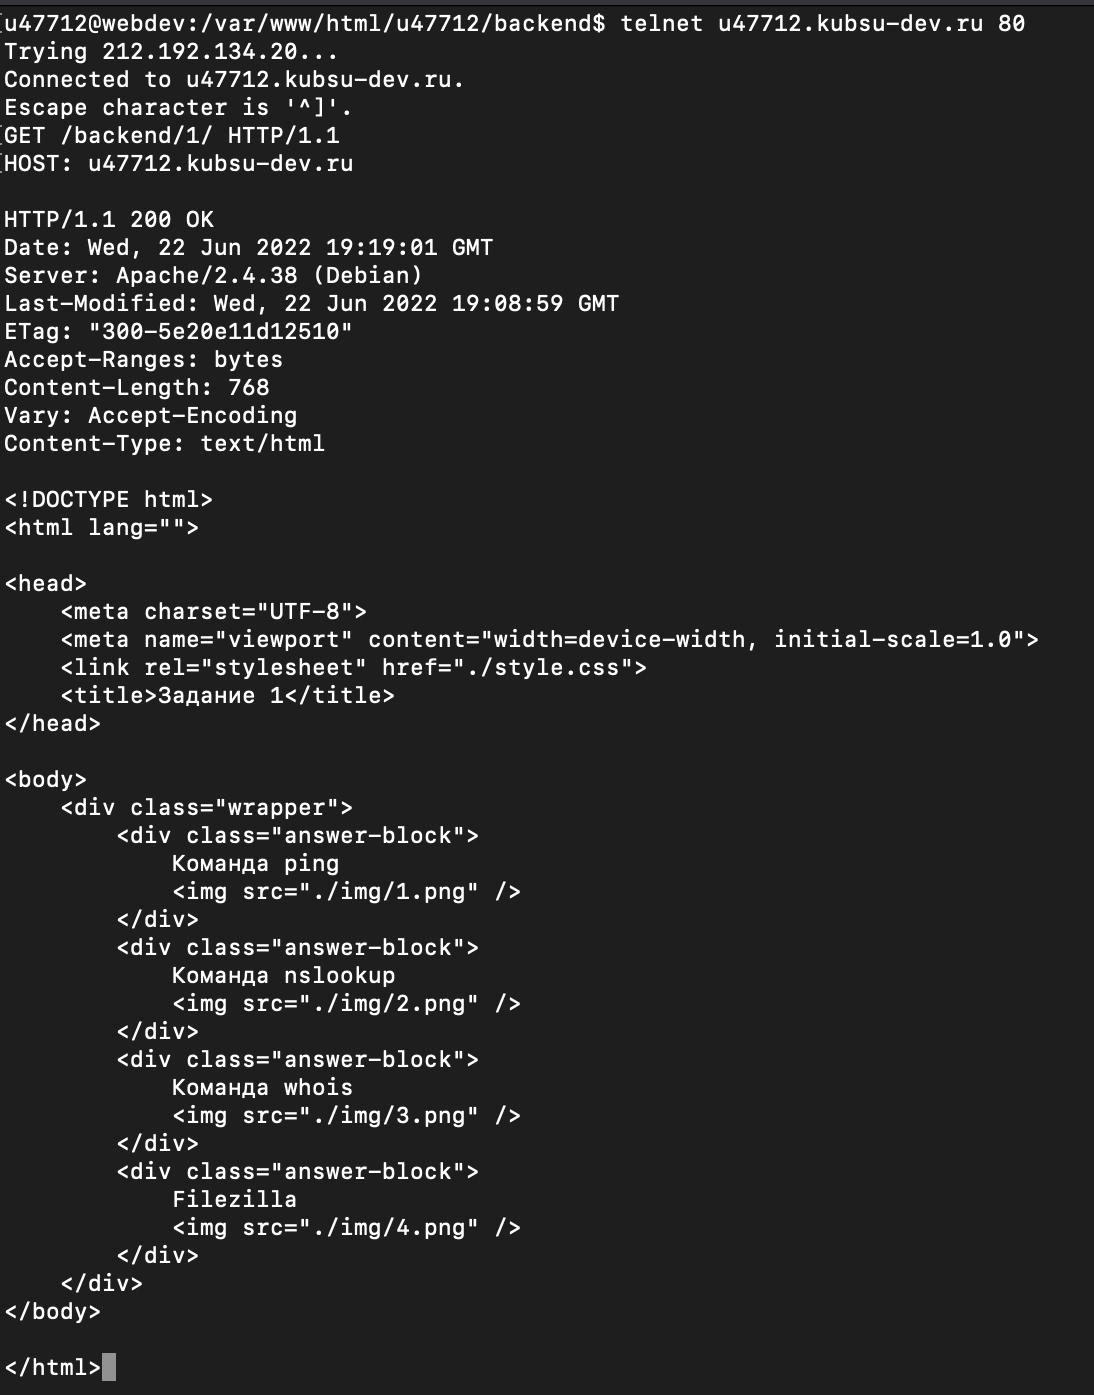 u47712@webdev:/var/www/html/u47712/backend$ telnet u47712.kubsu-dev.ru 80
Trying 212.192.134.20...
Connected to u47712.kubsu-dev.ru.
Escape character is '^]'.
GET /backend/1/ HTTP/1.1
HOST: u47712.kubsu-dev.ru

HTTP/1.1 200 OK
Date: Wed, 22 Jun 2022 19:19:01 GMT
Server: Apache/2.4.38 (Debian)
Last-Modified: Wed, 22 Jun 2022 19:08:59 GMT
ETag: "300-5e20e11d12510"
Accept-Ranges: bytes
Content-Length: 768
Vary: Accept-Encoding
Content-Type: text/html

<!DOCTYPE html>
<html lang="">

<head>
    <meta charset="UTF-8">
    <meta name="viewport" content="width=device-width, initial-scale=1.0">
    <link rel="stylesheet" href="./style.css">
    <title>Задание 1</title>
</head>

<body>
    <div class="wrapper">
        <div class="answer-block">
            Команда ping
            <img src="./img/1.png" />
        </div>
        <div class="answer-block">
            Команда nslookup
            <img src="./img/2.png" />
        </div>
        <div class="answer-block">
            Команда whois
            <img src="./img/3.png" />
        </div>
        <div class="answer-block">
            Filezilla
            <img src="./img/4.png" />
        </div>
    </div>
</body>

</html>